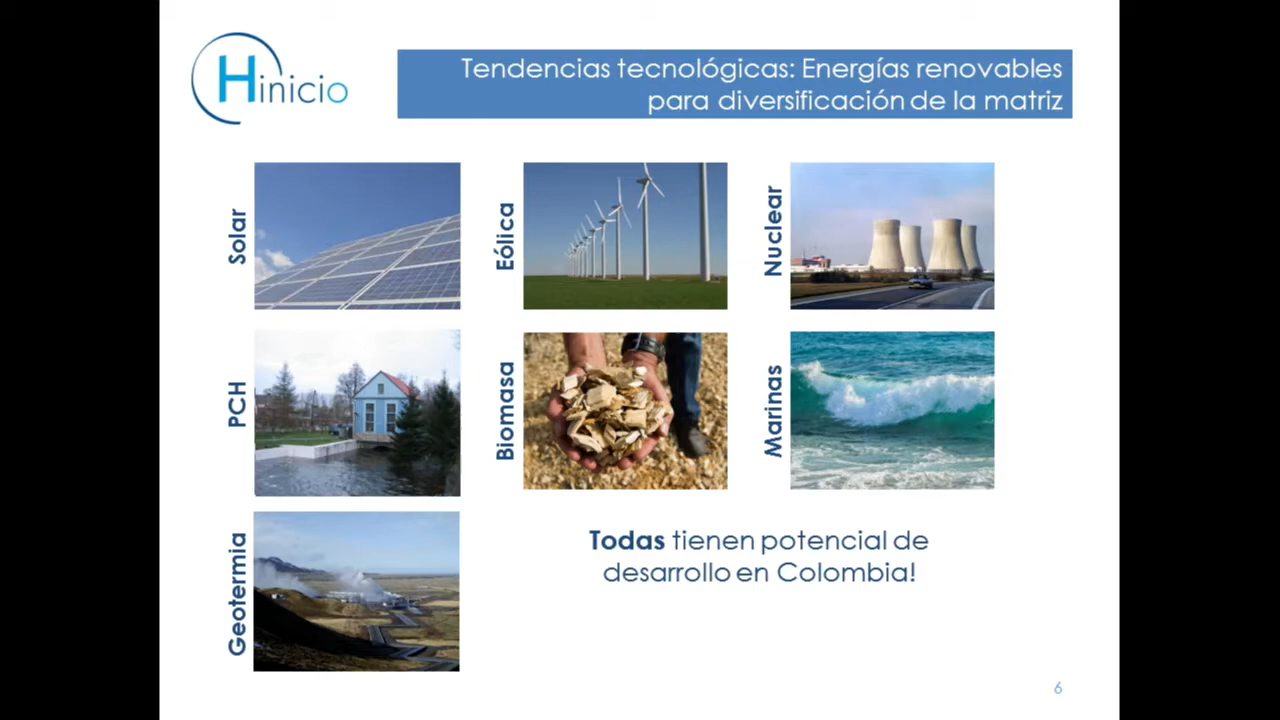 Hinicio
Tendencias tecnológicas: Energías renovables
para diversificación de la matriz
Solar
Eólica
Nuclear
PCH
Biomasa
Marinas
Geotermia
Todas tienen potencial de
desarrollo en Colombia!
6